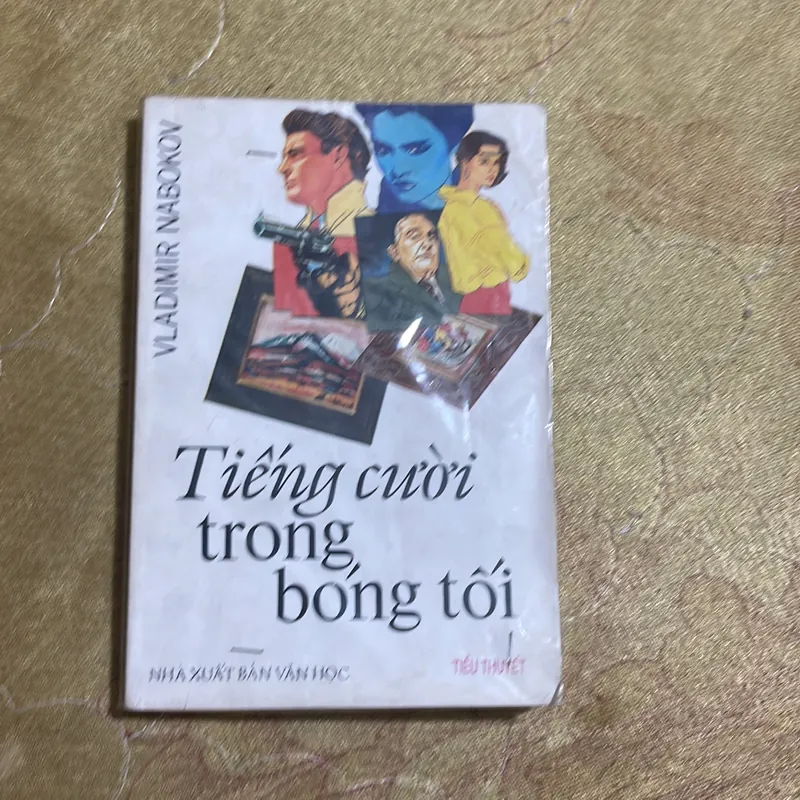 VLADIMIR NABOKOV
Tiếng cười
trong
bóng tối
NHÀ XUẤT BẢN VĂN HỌC
TIỂU THUYẾT